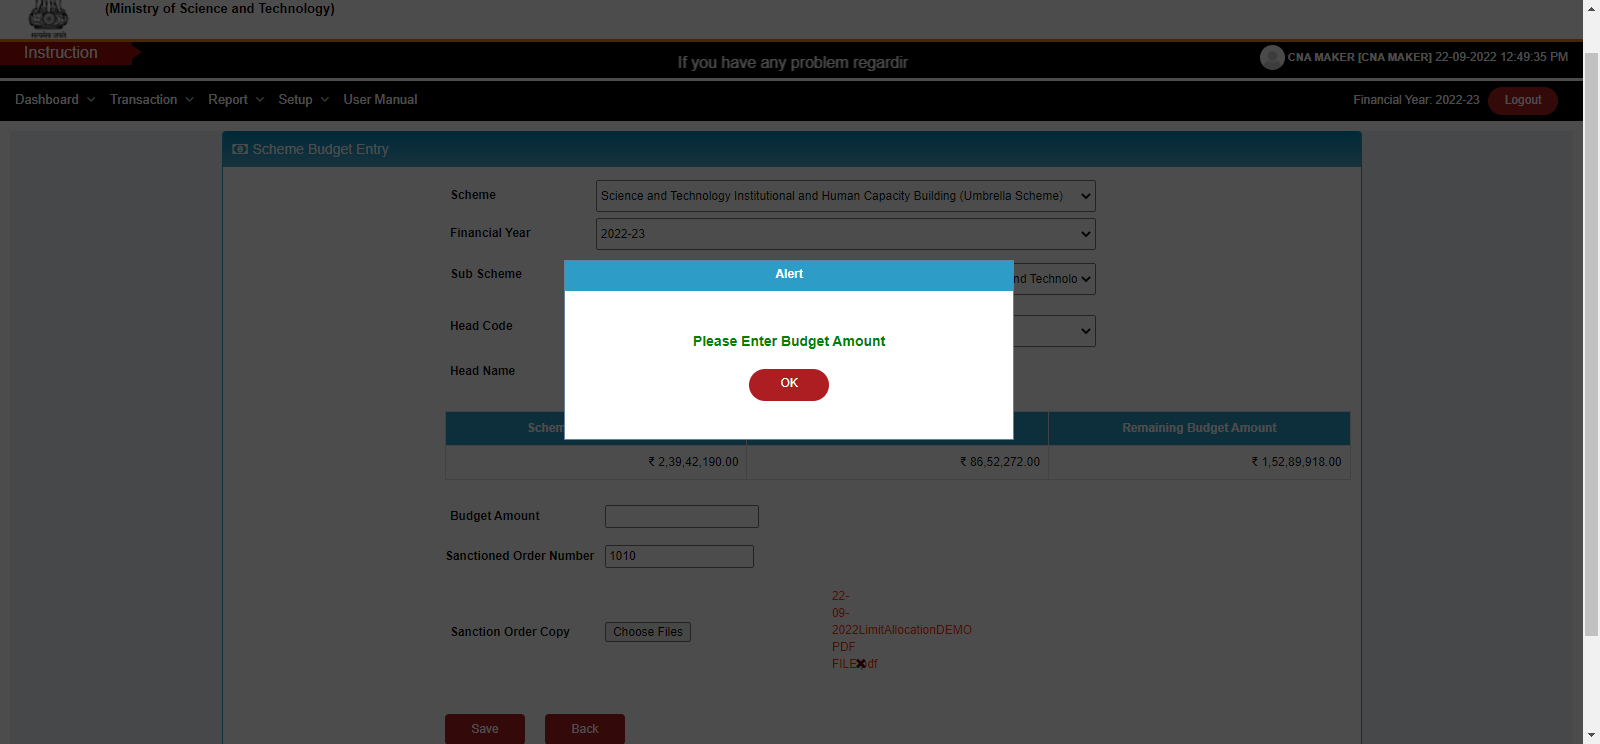 (Ministry of Science and Technology)
Instruction
If you have any problem regardir
CNA MAKER [CNA MAKER] 22-09-2022 12:49:35 PM
Dashboard Transaction Report Setup User Manual
Financial Year: 2022-23 Logout
Scheme Budget Entry
Scheme Science and Technology Institutional and Human Capacity Building (Umbrella Scheme)
Financial Year 2022-23
Sub Scheme nd Technolo
Alert
Head Code
Please Enter Budget Amount
Head Name
OK
Schem Remaining Budget Amount
₹ 2,39,42,190.00 ₹ 86,52,272.00 ₹ 1,52,89,918.00
Budget Amount
Sanctioned Order Number 1010
Sanction Order Copy Choose Files
22-
09-
2022LimitAllocationDEMO
PDF
FILE df
Save Back